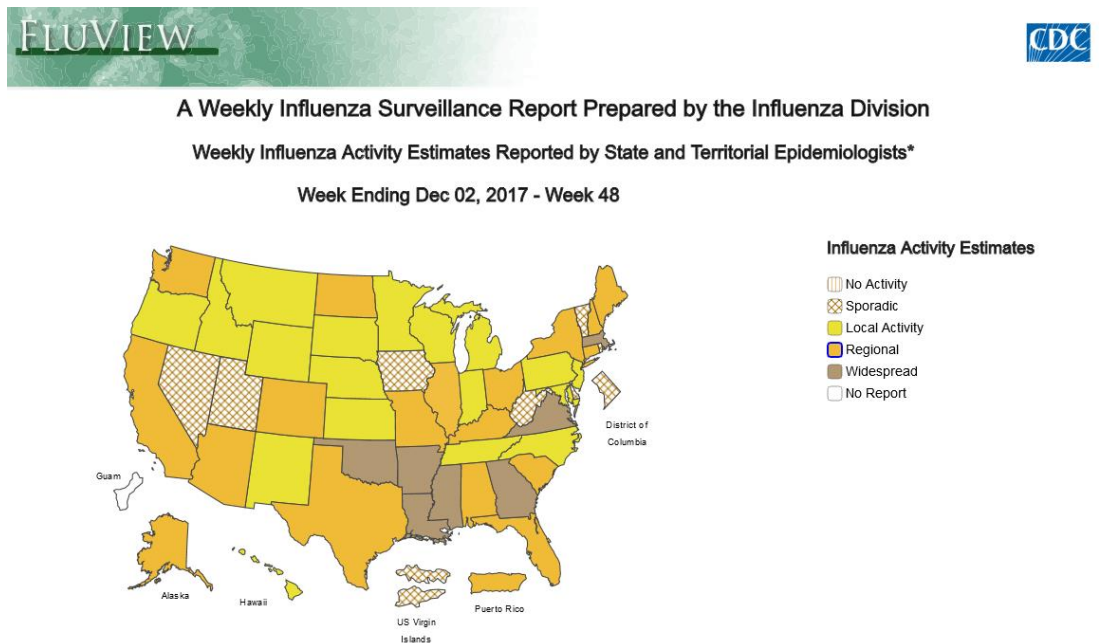 FLUVIEW
CDC
A Weekly Influenza Surveillance Report Prepared by the Influenza Division
Weekly Influenza Activity Estimates Reported by State and Territorial Epidemiologists*
Week Ending Dec 02, 2017 - Week 48
Influenza Activity Estimates
No Activity
Sporadic
Local Activity
Regional
Widespread
No Report
District of
Columbia
Guam
Alaska
Hawaii
US Virgin
Islands
Puerto Rico